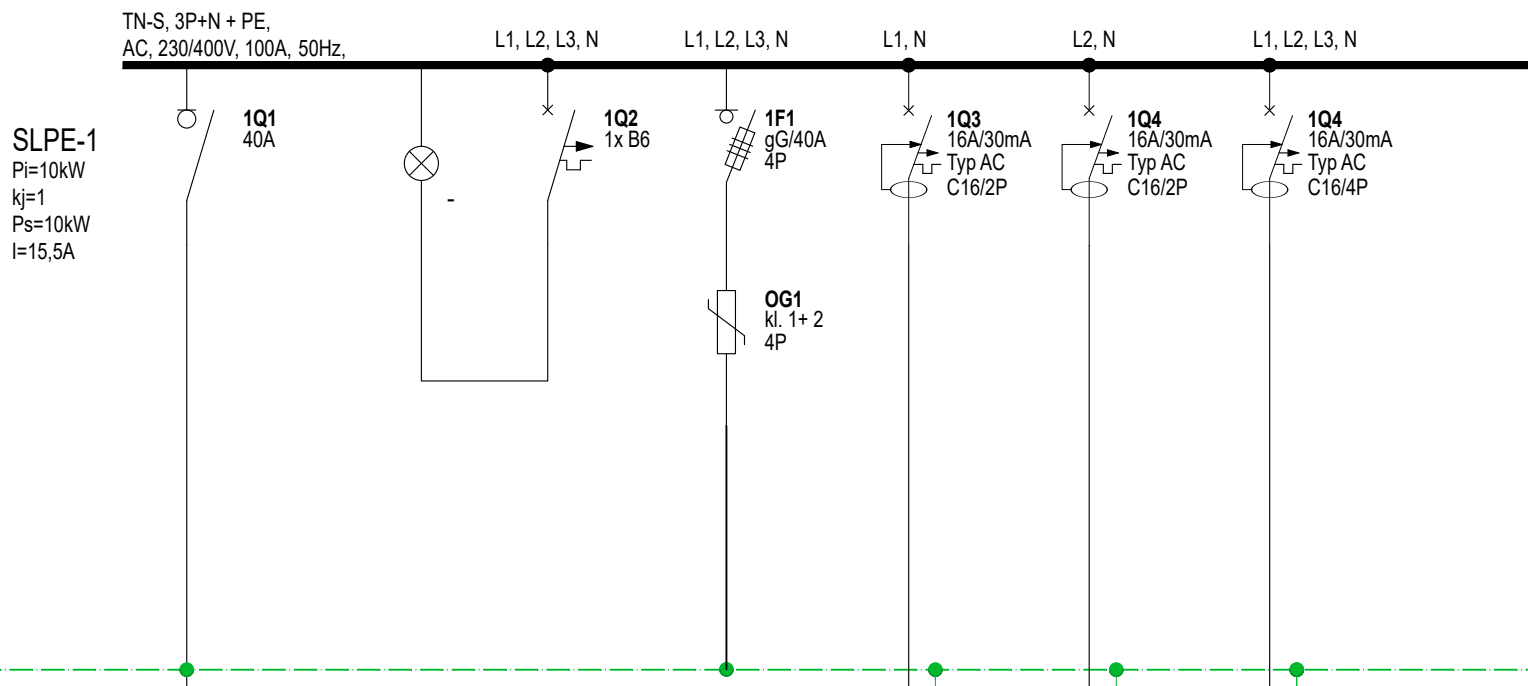 TN-S, 3P+N + PE,
AC, 230/400V, 100A, 50Hz,
L1, L2, L3, N
L1, L2, L3, N
L1, N
L2, N
L1, L2, L3, N
SLPE-1
Pi=10kW
kj=1
Ps=10kW
I=15,5A
1Q1
40A
-
1Q2
1x B6
1F1
gG/40A
4P
OG1
kl. 1+ 2
4P
1Q3
16A/30mA
Typ AC
C16/2P
1Q4
16A/30mA
Typ AC
C16/2P
1Q4
16A/30mA
Typ AC
C16/4P